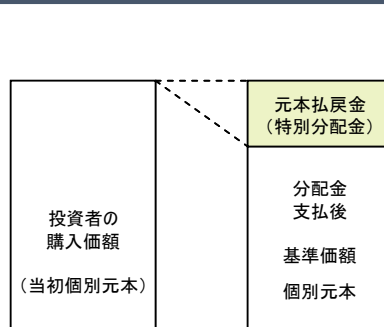 投資者の
購入価額
（当初個別元本）
元本払戻金
（特別分配金）
分配金
支払後
基準価額
個別元本